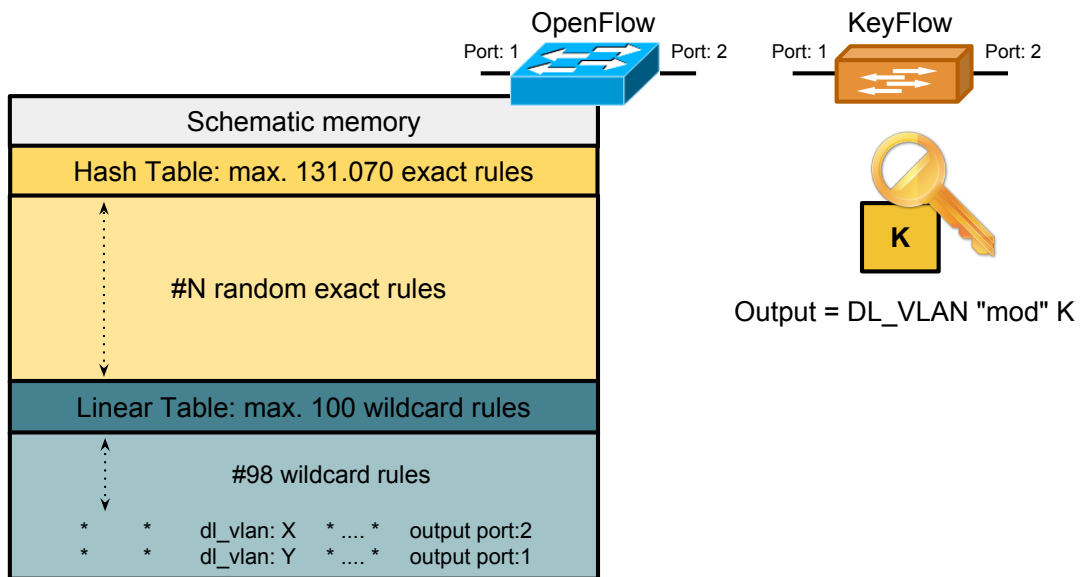 OpenFlow
Port: 1
Port: 2
KeyFlow
Port: 1
Port: 2
Schematic memory
Hash Table: max. 131.070 exact rules
#N random exact rules
Linear Table: max. 100 wildcard rules
#98 wildcard rules
* * dl_vlan: X * .... * output port:2
* * dl_vlan: Y * .... * output port:1
K
Output = DL_VLAN "mod" K